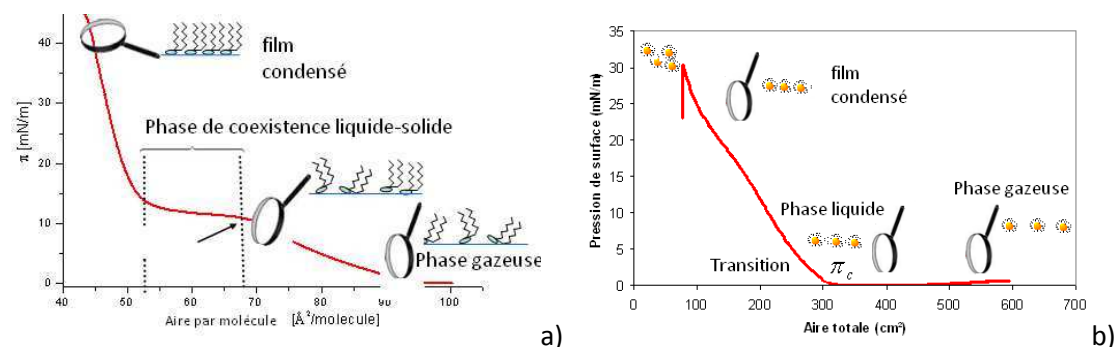 40
30
20
10
0
π [mN/m]
film
condensé
Phase de coexistence liquide-solide
Phase gazeuse
40
50
60
70
80
90
100
Aire par molécule [Å²/molecule]
a)
35
30
25
20
15
10
5
0
Pression de surface (mN/m)
film
condensé
Phase gazeuse
Phase liquide
Transition
πc
0
100
200
300
400
500
600
700
Aire totale (cm²)
b)